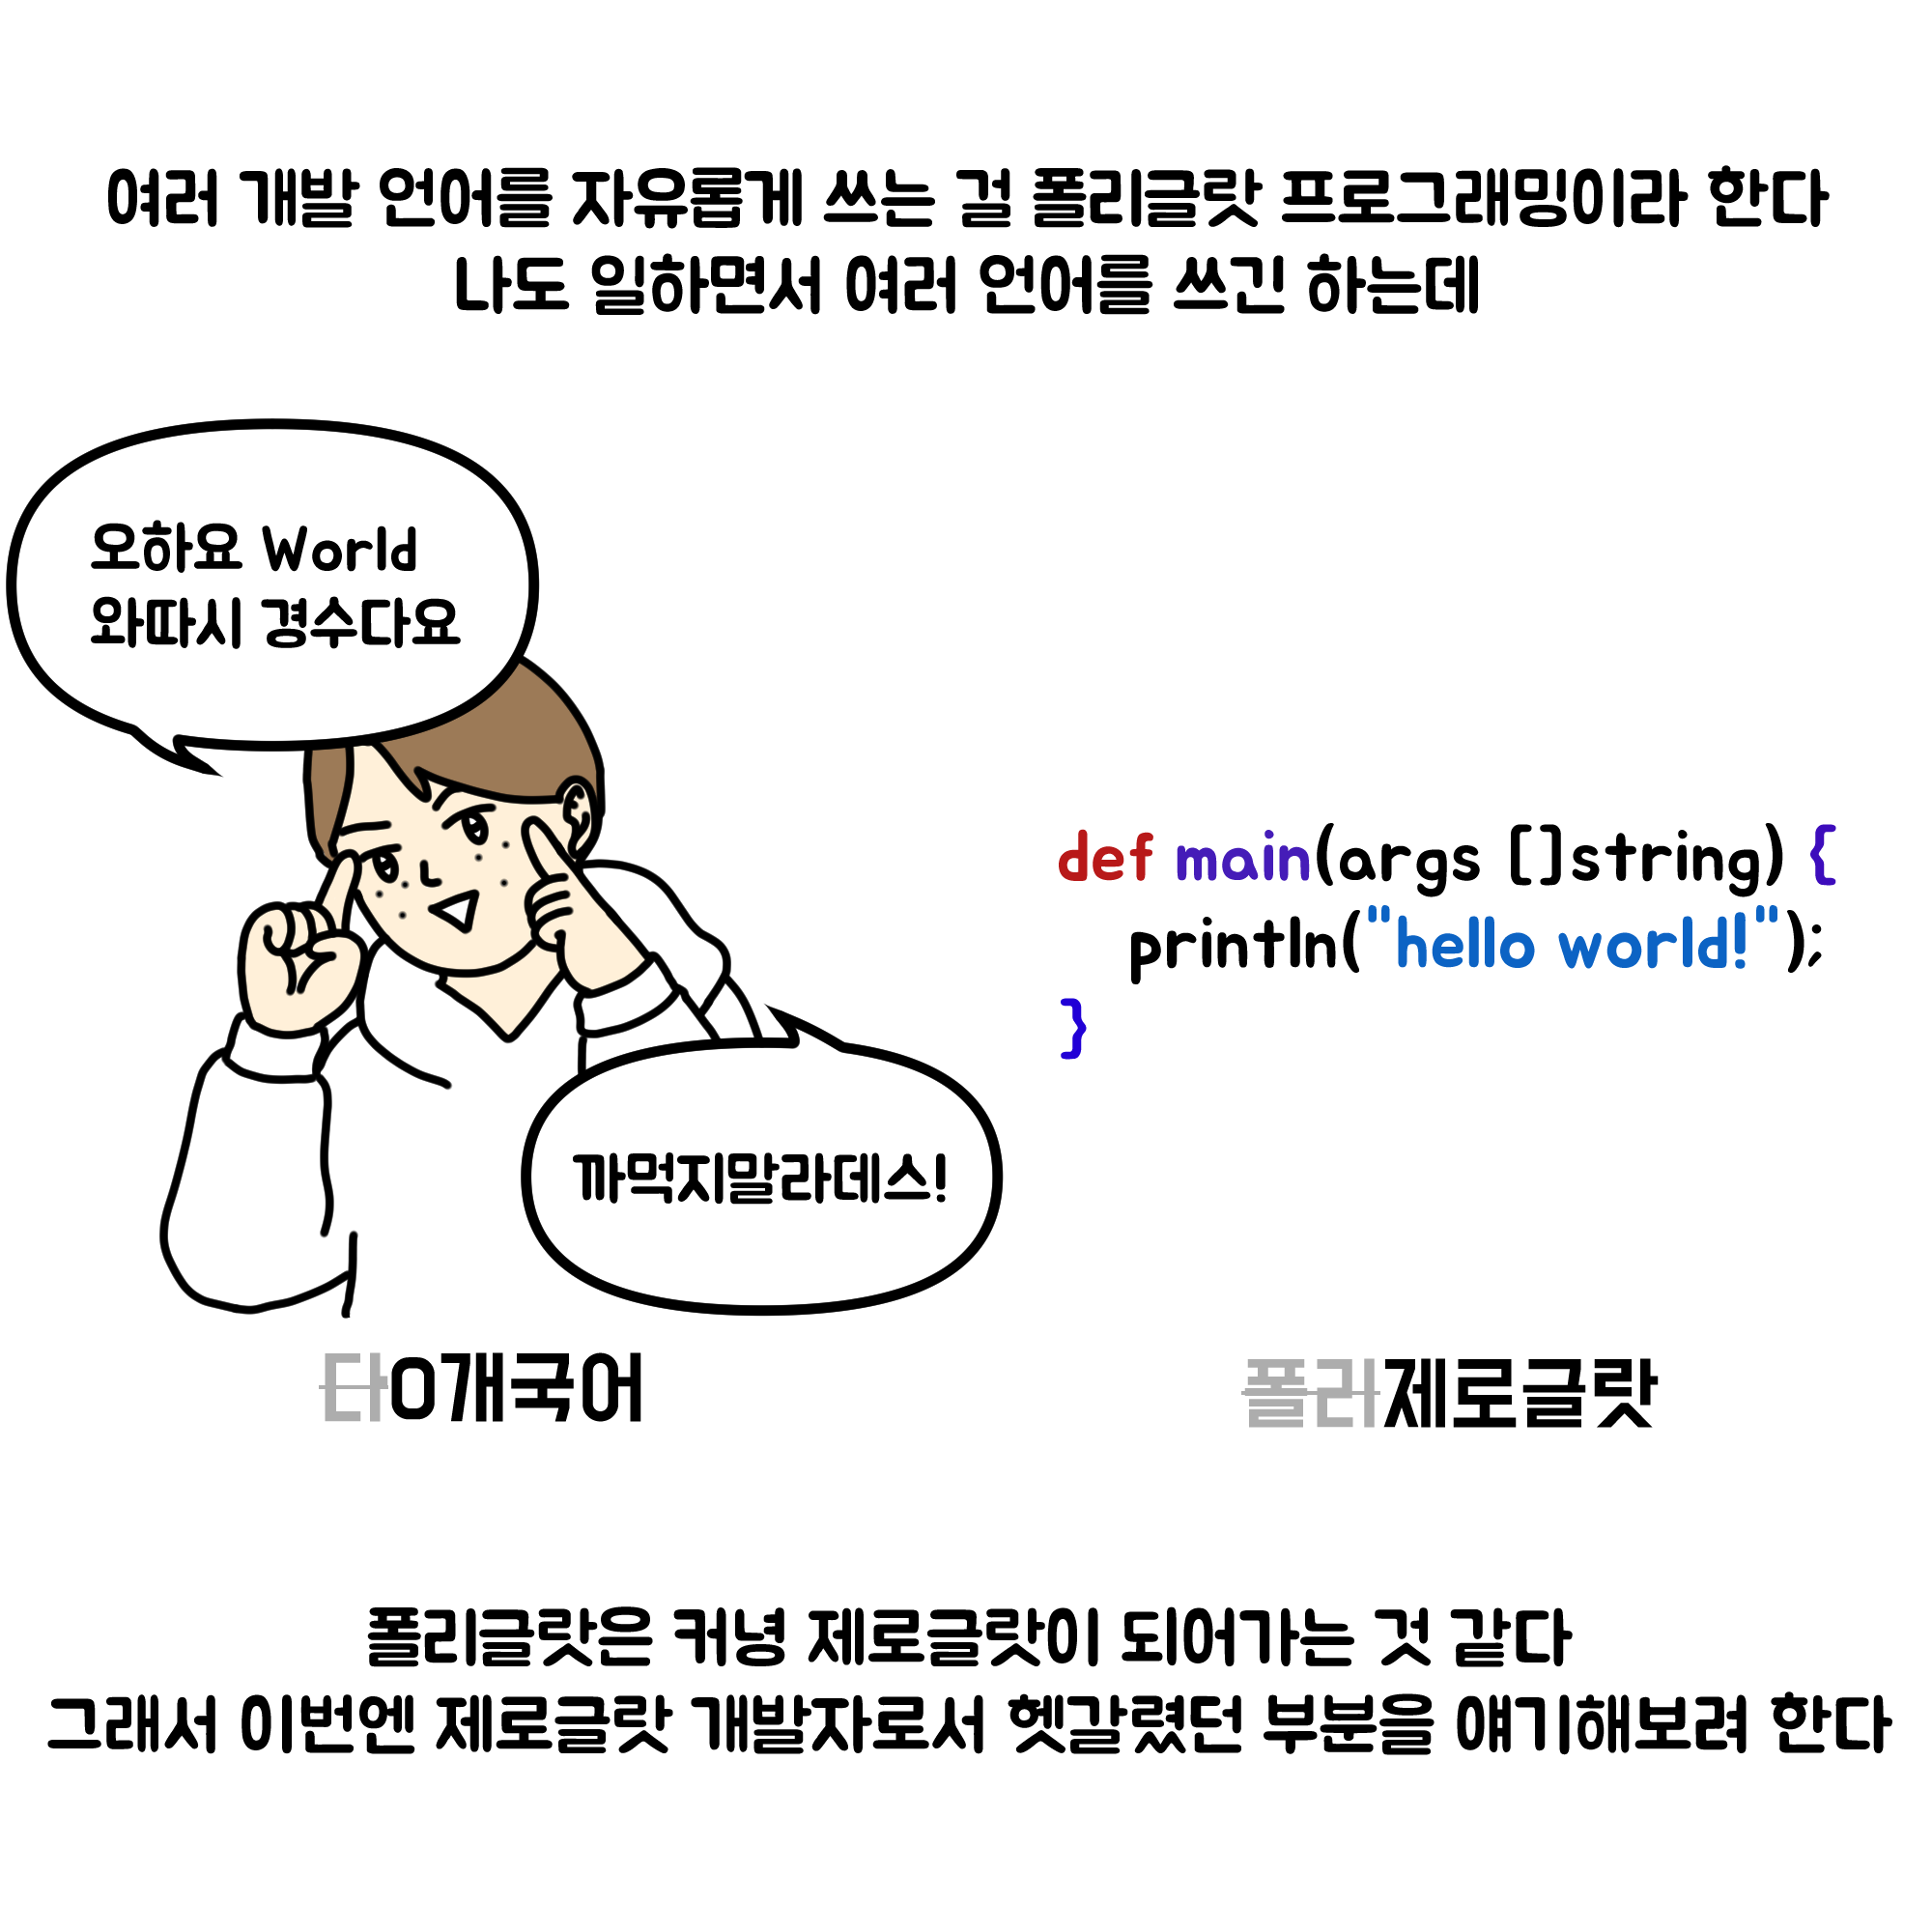 여러 개발 언어를 자유롭게 쓰는 걸 폴리글랏 프로그래밍이라 한다
나도 일하면서 여러 언어를 쓰긴 하는데
오하요 World
와따시 경수다요
까먹지말라데스!
def main(args []string) {
println("hello world!");
}
타0개국어
폴리제로글랏
폴리글랏은 커녕 제로글랏이 되어가는 것 같다
그래서 이번엔 제로글랏 개발자로서 헷갈렸던 부분을 얘기해보려 한다